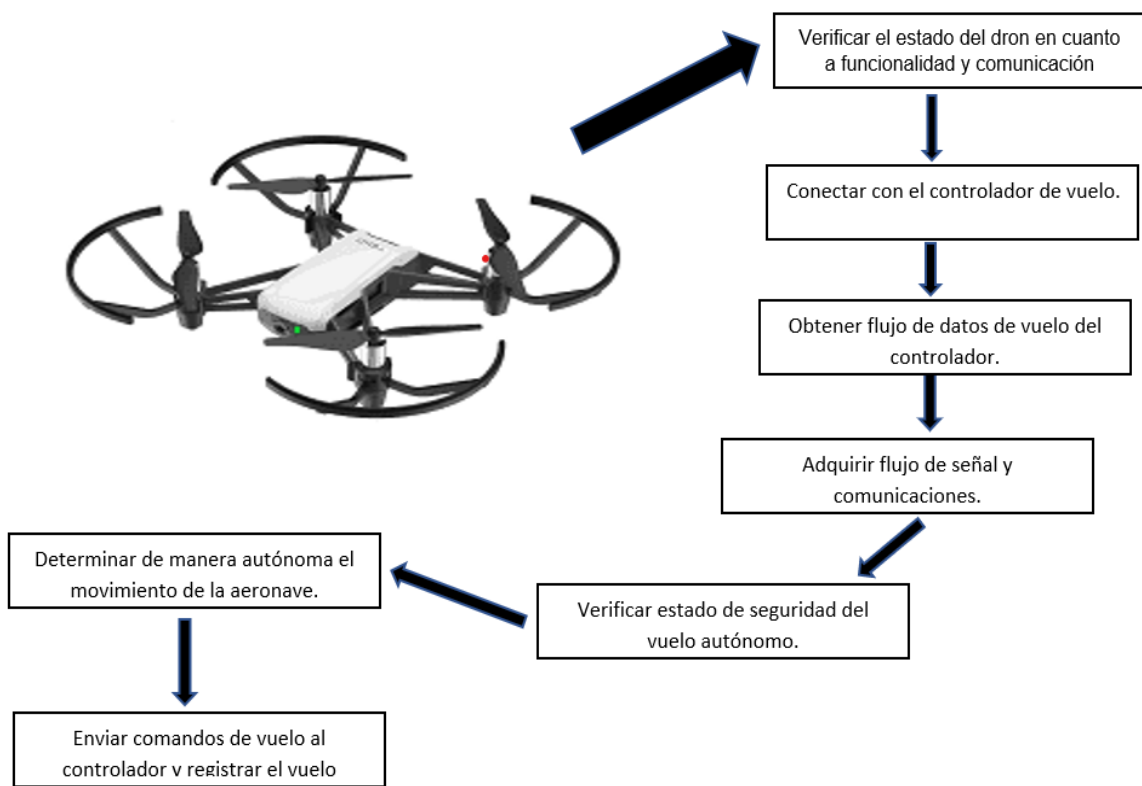 Verificar el estado del dron en cuanto
a funcionalidad y comunicación
Conectar con el controlador de vuelo.
Obtener flujo de datos de vuelo del
controlador.
Adquirir flujo de señal y
comunicaciones.
Verificar estado de seguridad del
vuelo autónomo.
Determinar de manera autónoma el
movimiento de la aeronave.
Enviar comandos de vuelo al
controlador y registrar el vuelo